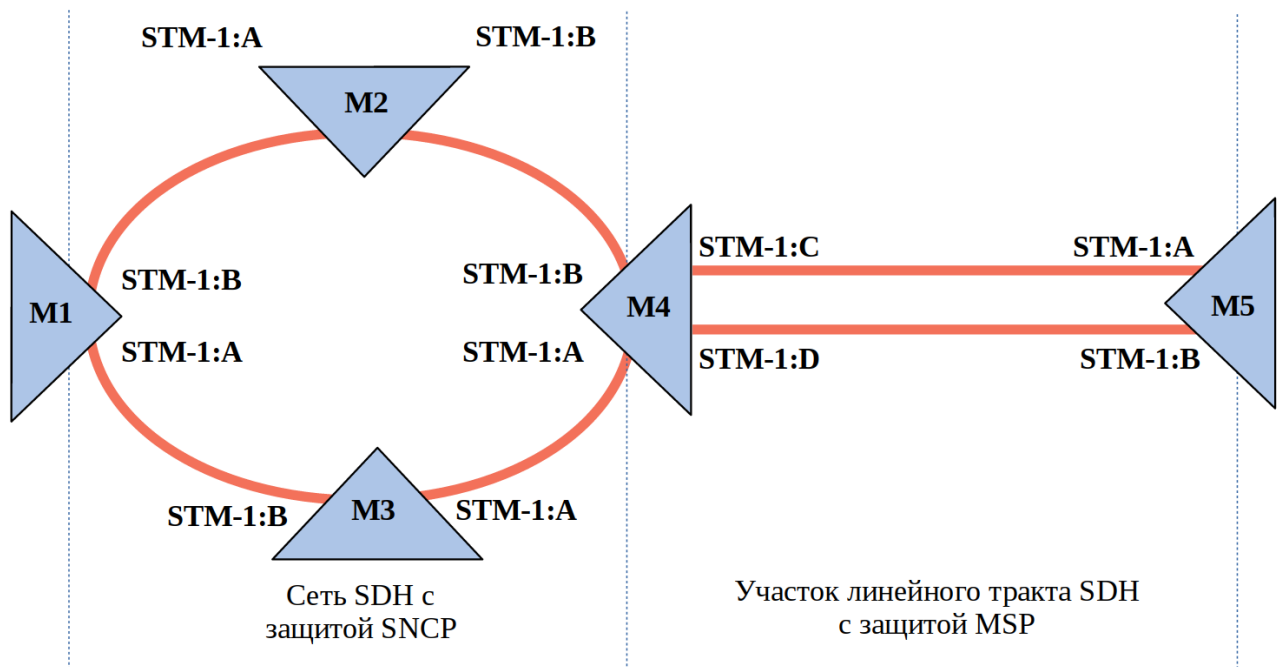 STM-1:A
STM-1:B
M2
STM-1:B
STM-1:A
M1
STM-1:B
STM-1:A
M4
STM-1:C
STM-1:D
STM-1:A
STM-1:B
M5
M3
STM-1:B
STM-1:A
Сеть SDH с
защитой SNCP
Участок линейного тракта SDH
с защитой MSP